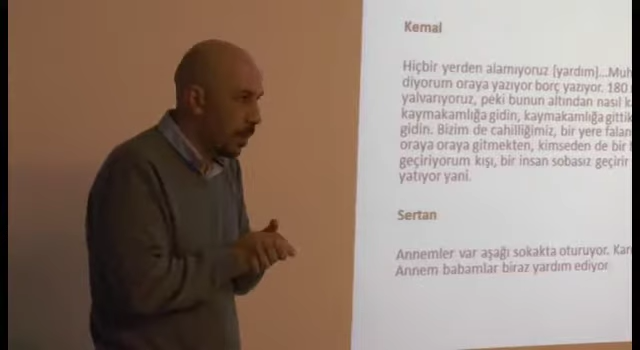 Kemal
Hiçbir yerden alamıyoruz (yardım)...Muh
diyorum oraya yazıyor borç yazıyor. 180
yalvarıyoruz, peki bunun altından nasıl k
kaymakamlığa gidin, kaymakamlığa gittik
gidin. Bizim de cahilliğimiz, bir yere falan
oraya oraya gitmekten, kimseden de bir
geçiriyorum kışı, bir insan sobasız geçirir
yatıyor yani.
Sertan
Annemler var aşağı sokakta oturuyor. Kar
Annem babamlar biraz yardım ediyor